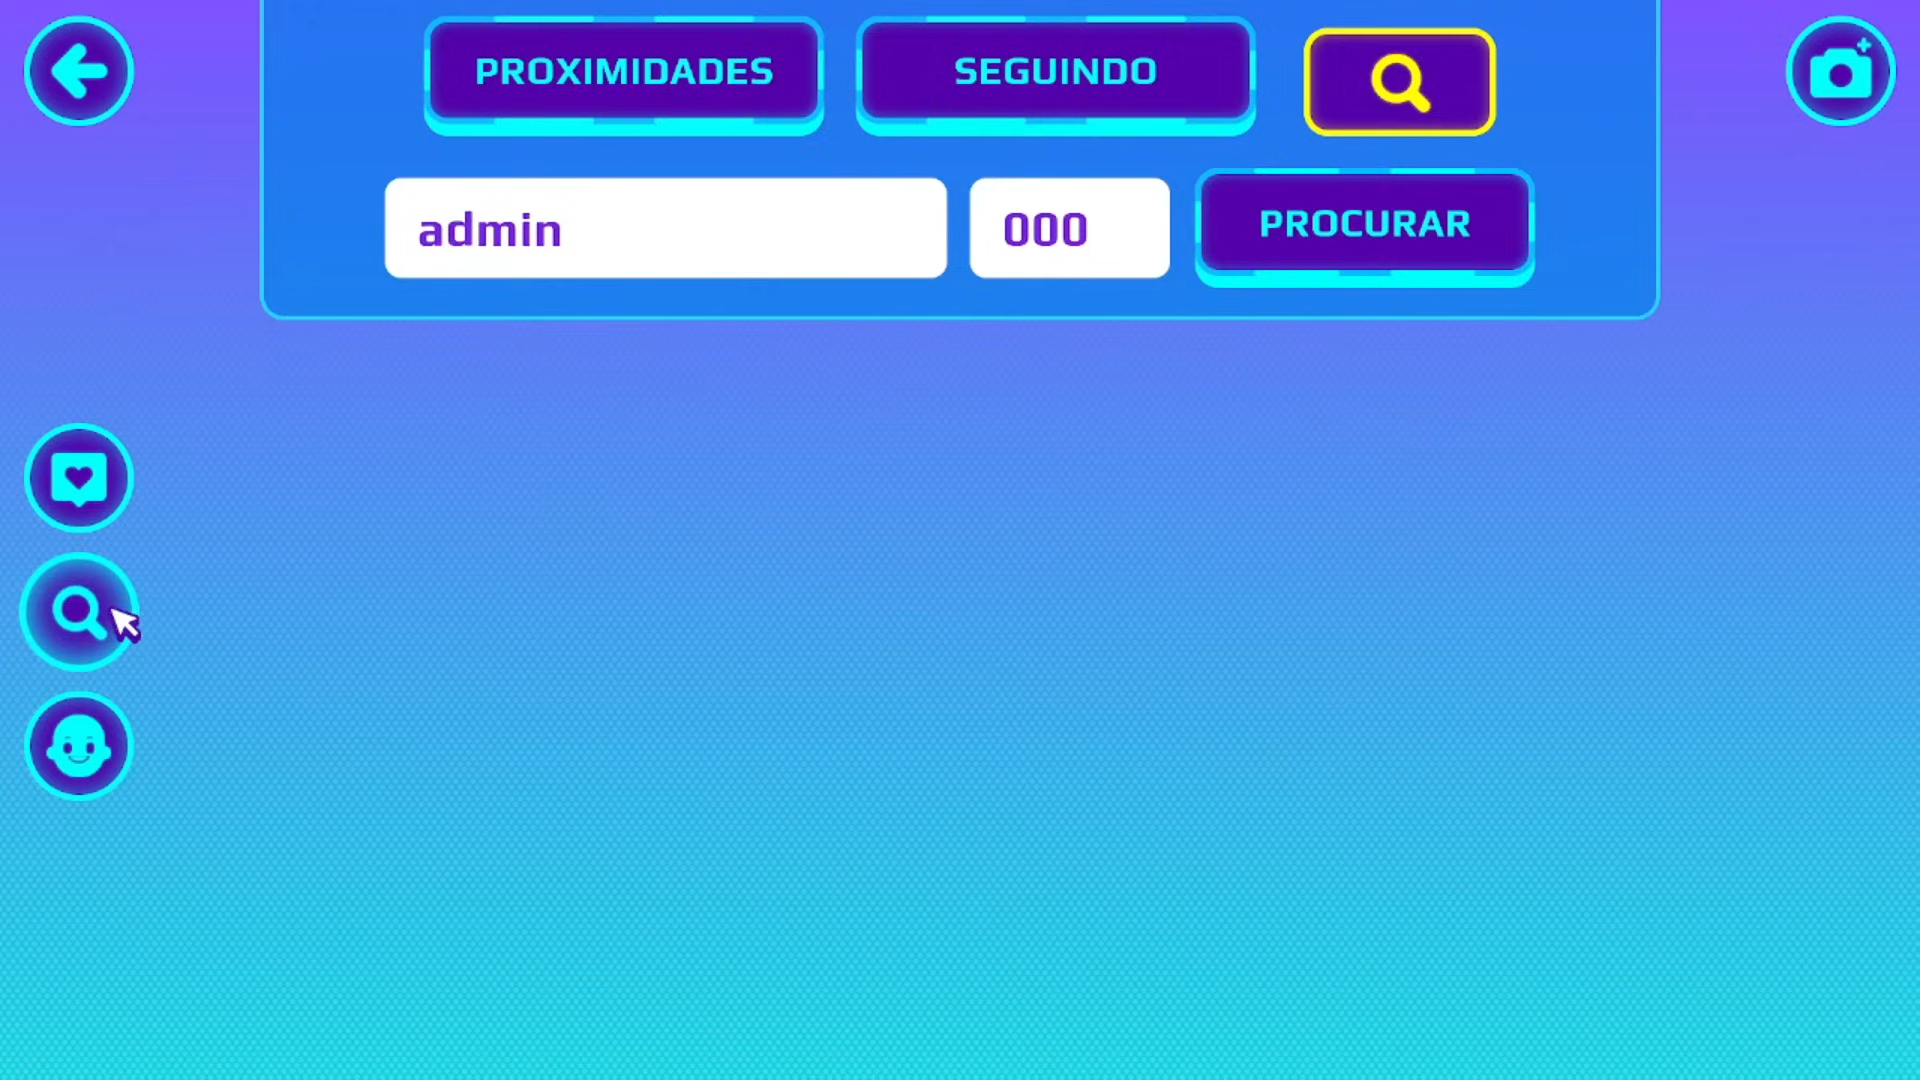 PROXIMIDADES
SEGUINDO
admin
000
PROCURAR